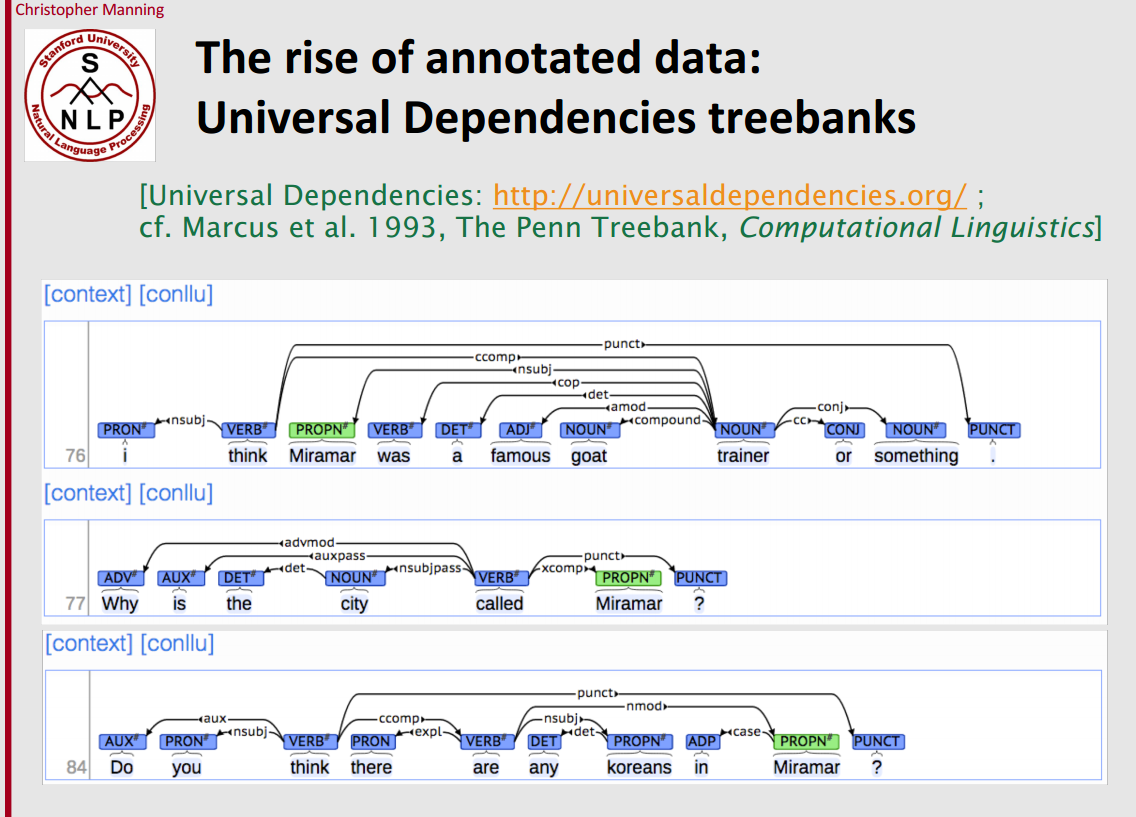 Christopher Manning
Stanford University
S
NLP
Natural Language Processing
The rise of annotated data:
Universal Dependencies treebanks
[Universal Dependencies: http://universaldependencies.org/ ;
cf. Marcus et al. 1993, The Penn Treebank, Computational Linguistics]
[context] [conllu]
punct
ccomp
nsubj
cop
det
amod
nsubj compound cc conj
PRON# VERB# PROPN# VERB# DET# ADJ# NOUN# NOUN# CONJ NOUN# PUNCT
76 i think Miramar was a famous goat trainer or something .
[context] [conllu]
advmod
auxpass punct
det nsubjpass xcomp
ADV# AUX# DET# NOUN# VERB# PROPN# PUNCT
77 Why is the city called Miramar ?
[context] [conllu]
punct
nmod
aux ccomp nsubj
nsubj expl det case
AUX# PRON# VERB# PRON VERB# DET PROPN# ADP PROPN# PUNCT
84 Do you think there are any koreans in Miramar ?